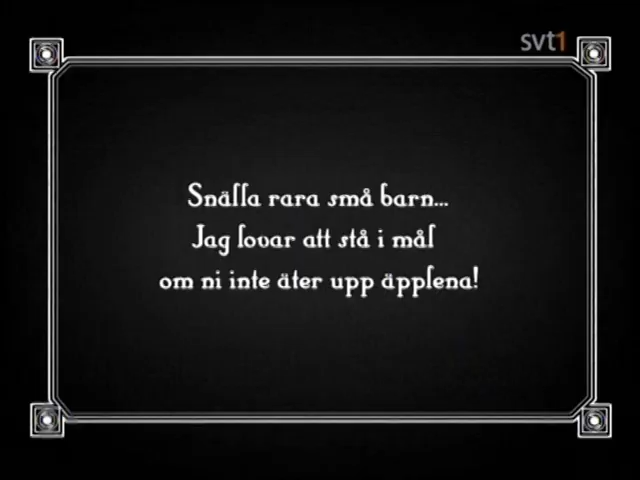 svt1
Snälla rara små barn...
Jag lovar att stå i mål
om ni inte äter upp äpplena!